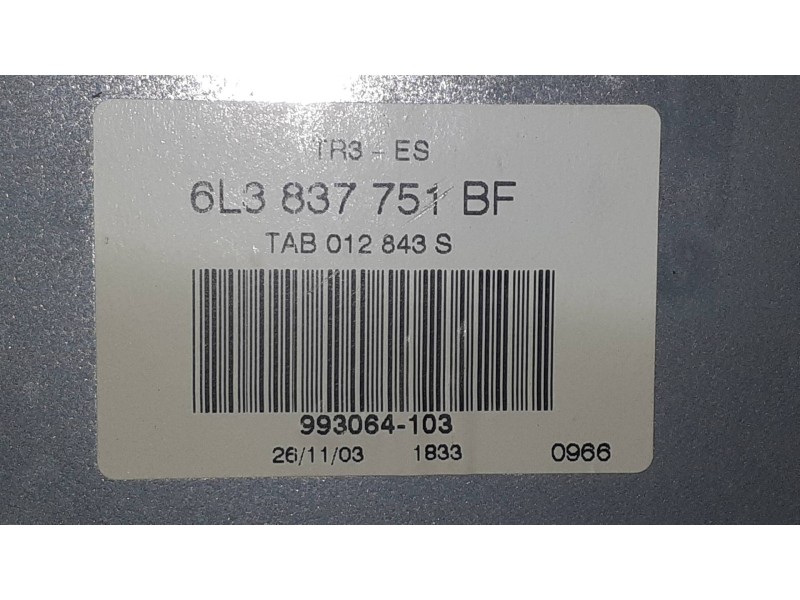 TR3 - ES
6L3 837 751 BF
TAB 012 843 S
993064-103
26/11/03 1833 0966